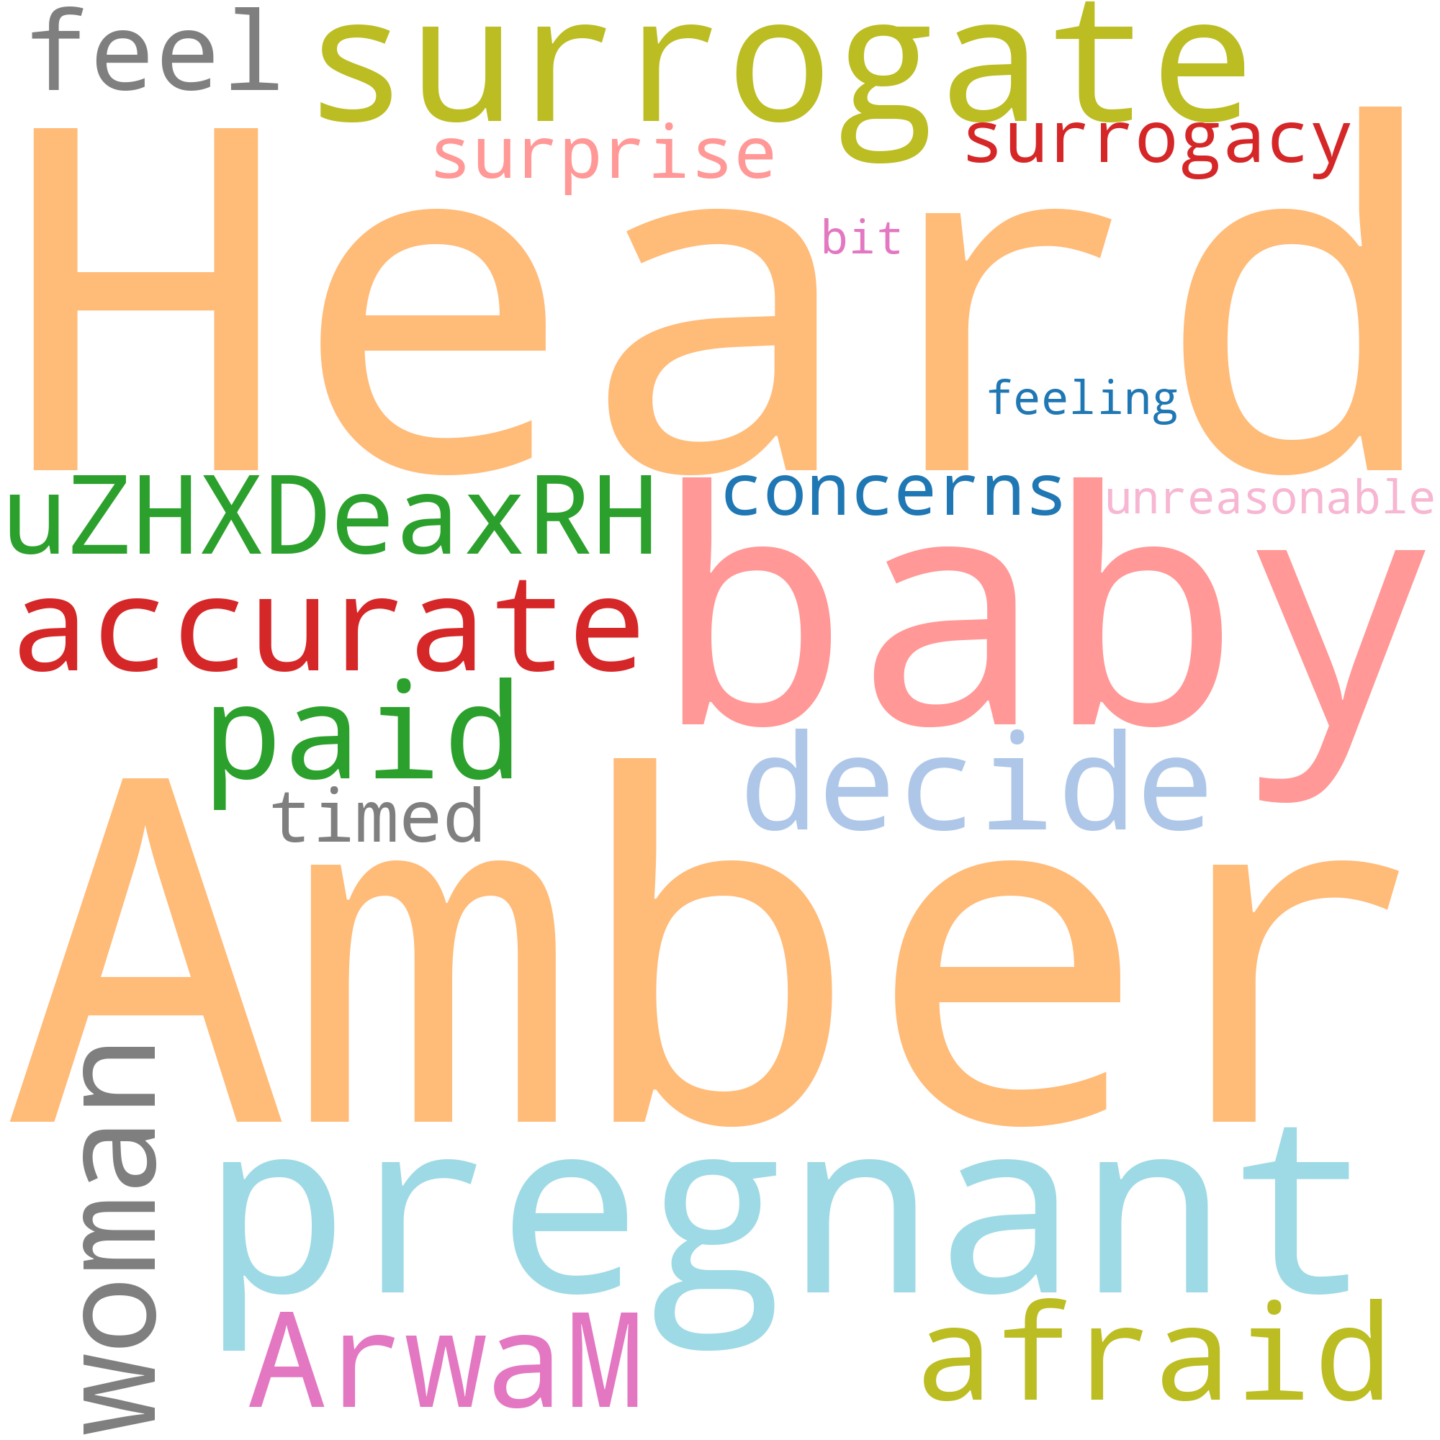 feel
surrogate
surprise
surrogacy
Heard
bit
feeling
uZHXDeaxRH
concerns
unreasonable
baby
accurate
paid
decide
timed
Amber
woman
pregnant
ArwaM
afraid